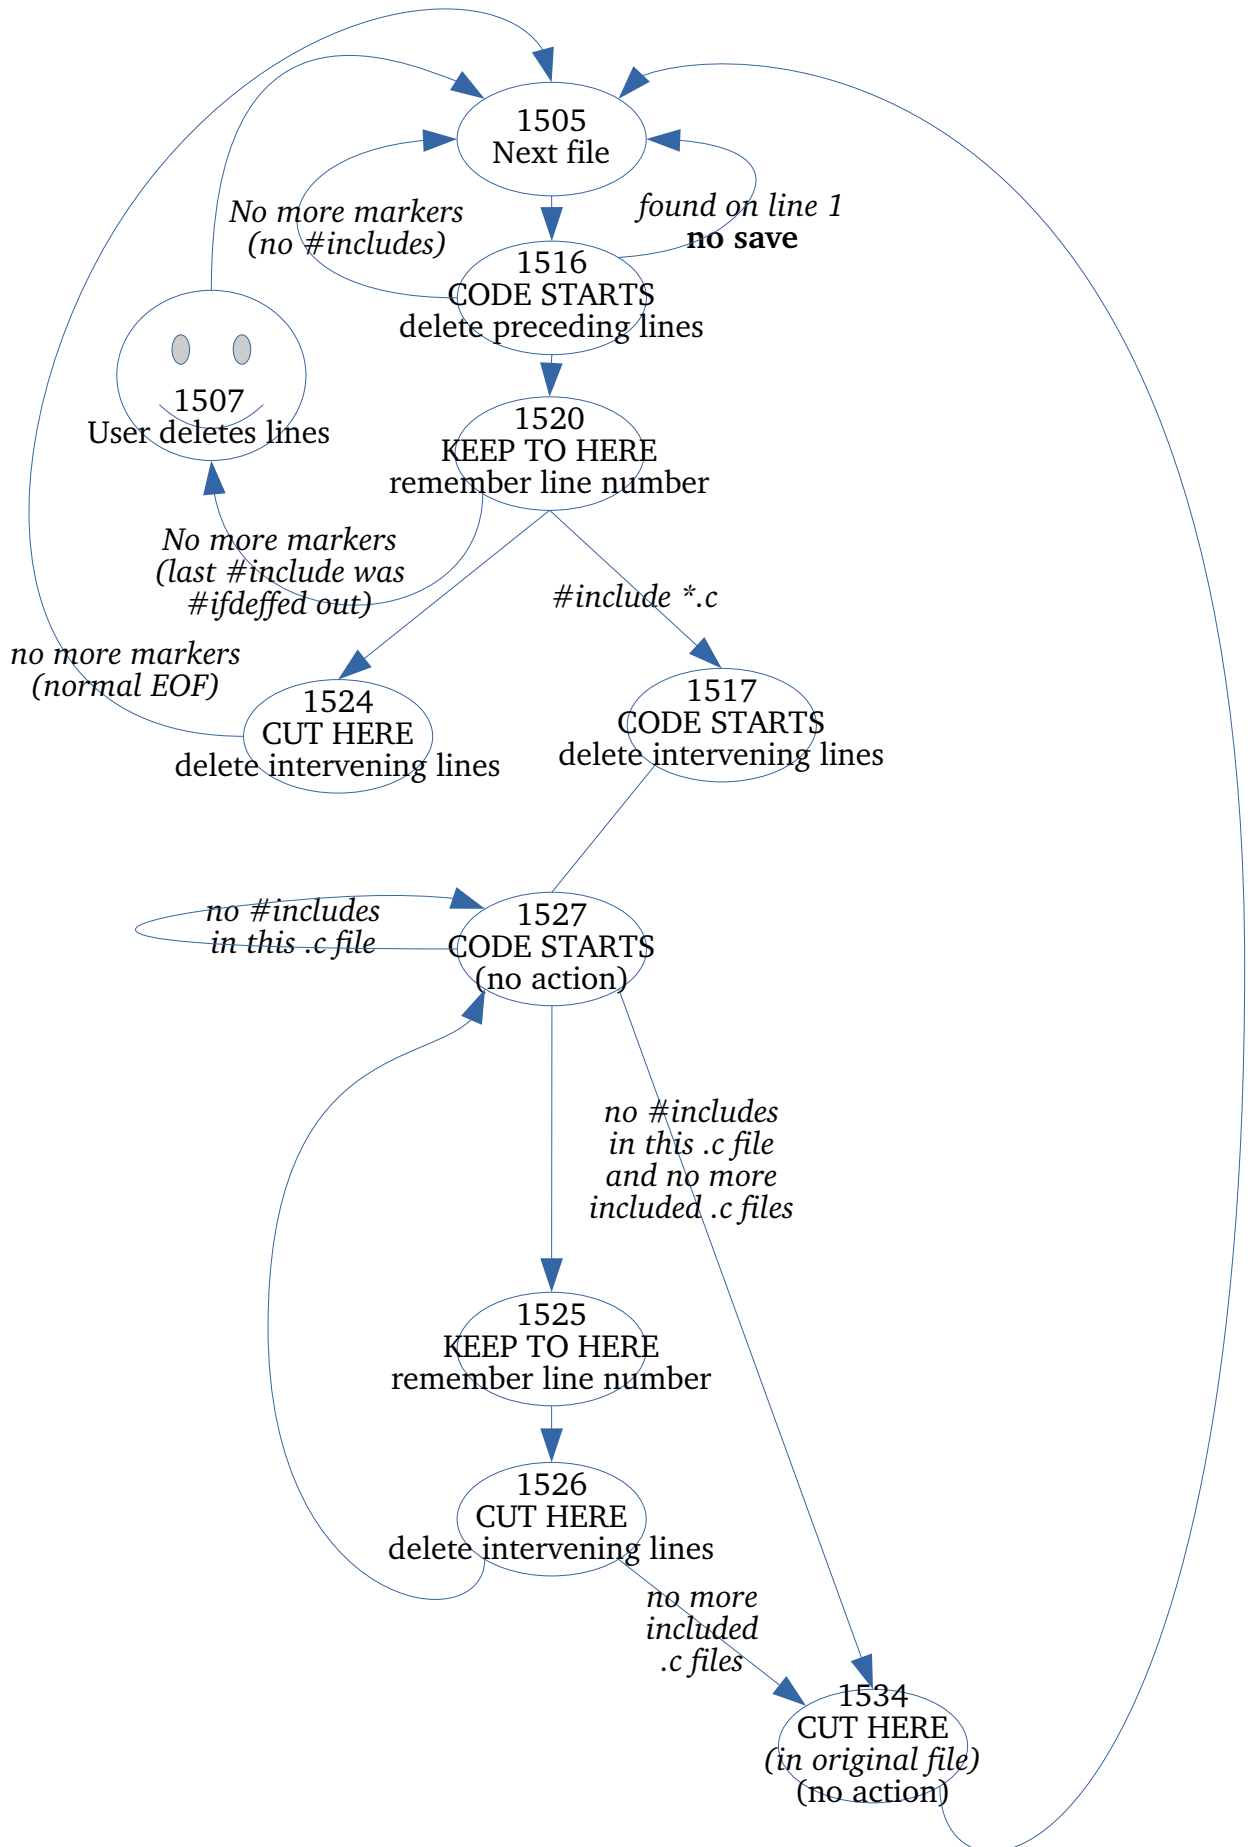 1505
Next file
No more markers
(no #includes)
found on line 1
no save
1516
CODE STARTS
delete preceding lines
1507
User deletes lines
1520
KEEP TO HERE
remember line number
No more markers
(last #include was
#ifdeffed out)
#include *.c
no more markers
(normal EOF)
1524
CUT HERE
delete intervening lines
1517
CODE STARTS
delete intervening lines
no #includes
in this .c file
1527
CODE STARTS
(no action)
no #includes
in this .c file
and no more
included .c files
1525
KEEP TO HERE
remember line number
1526
CUT HERE
delete intervening lines
no more
included
.c files
1534
CUT HERE
(in original file)
(no action)